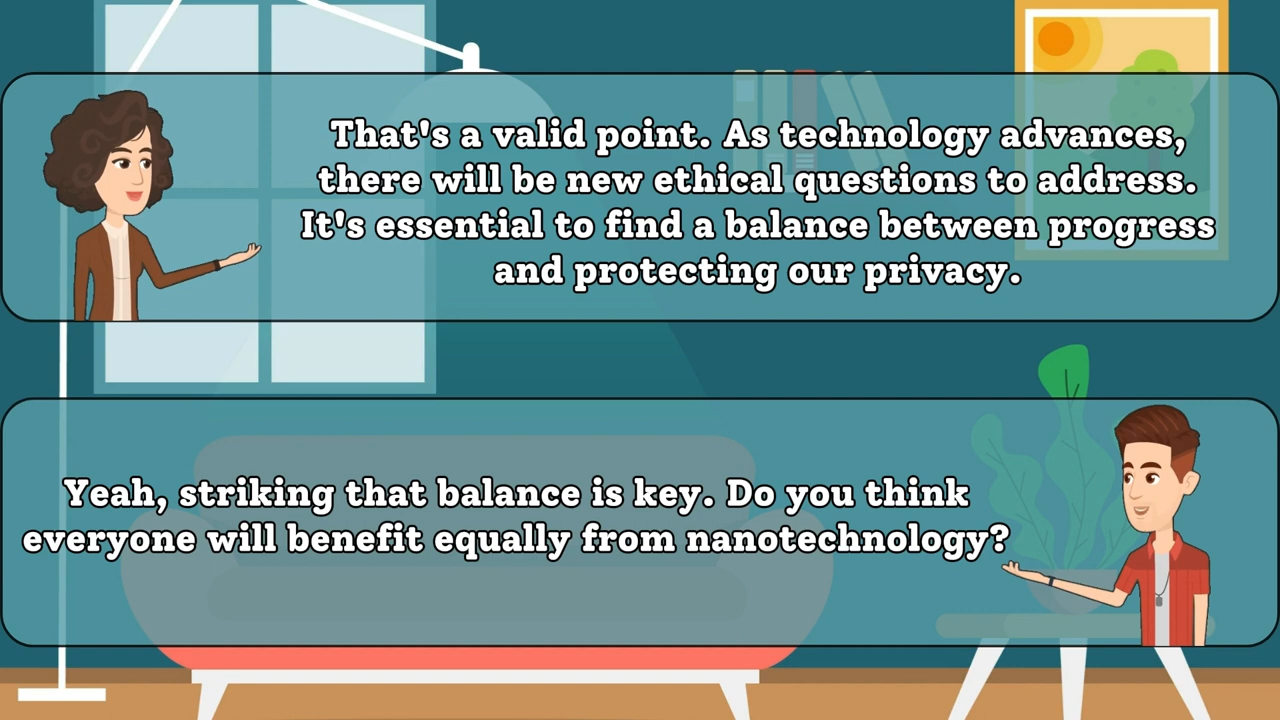 That's a valid point. As technology advances,
there will be new ethical questions to address.
It's essential to find a balance between progress
and protecting our privacy.
Yeah, striking that balance is key. Do you think
everyone will benefit equally from nanotechnology?